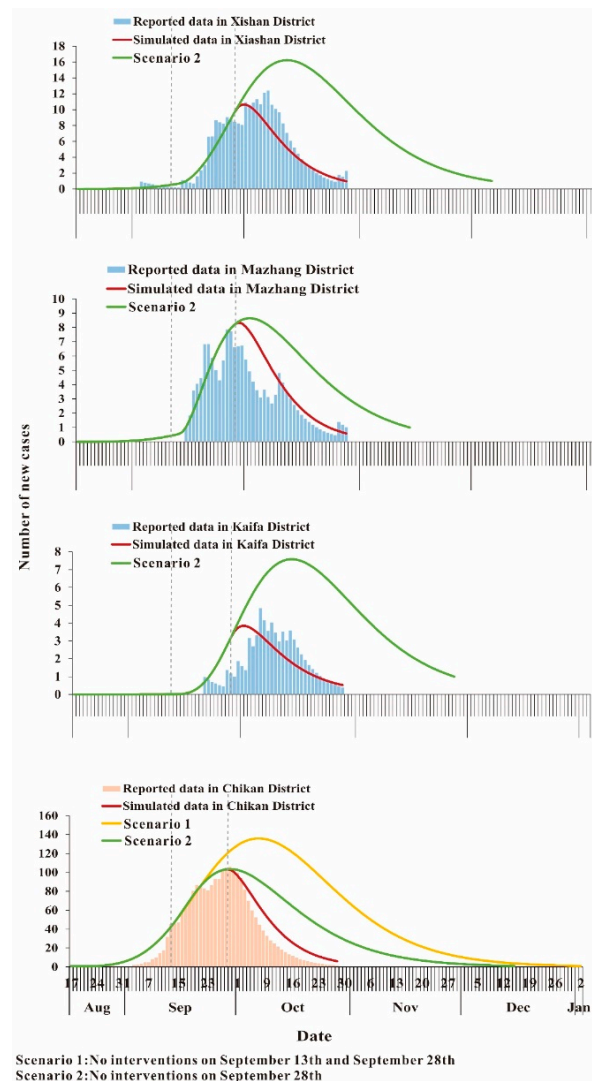 Reported data in Xishan District
Simulated data in Xiashan District
Scenario 2
18
16
14
12
10
8
6
4
2
0
Reported data in Mazhang District
Simulated data in Mazhang District
Scenario 2
10
9
8
7
6
5
4
3
2
1
0
Number of new cases
Reported data in Kaifa District
Simulated data in Kaifa District
Scenario 2
8
7
6
5
4
3
2
1
0
Reported data in Chikan District
Simulated data in Chikan District
Scenario 1
Scenario 2
160
140
120
100
80
60
40
20
0
17 24 31 7 15 23 1 9 16 23 30 6 13 20 27 5 12 19 26 2
Aug Sep Oct Nov Dec Jan
Date
Scenario 1:No interventions on September 13th and September 28th
Scenario 2:No interventions on September 28th